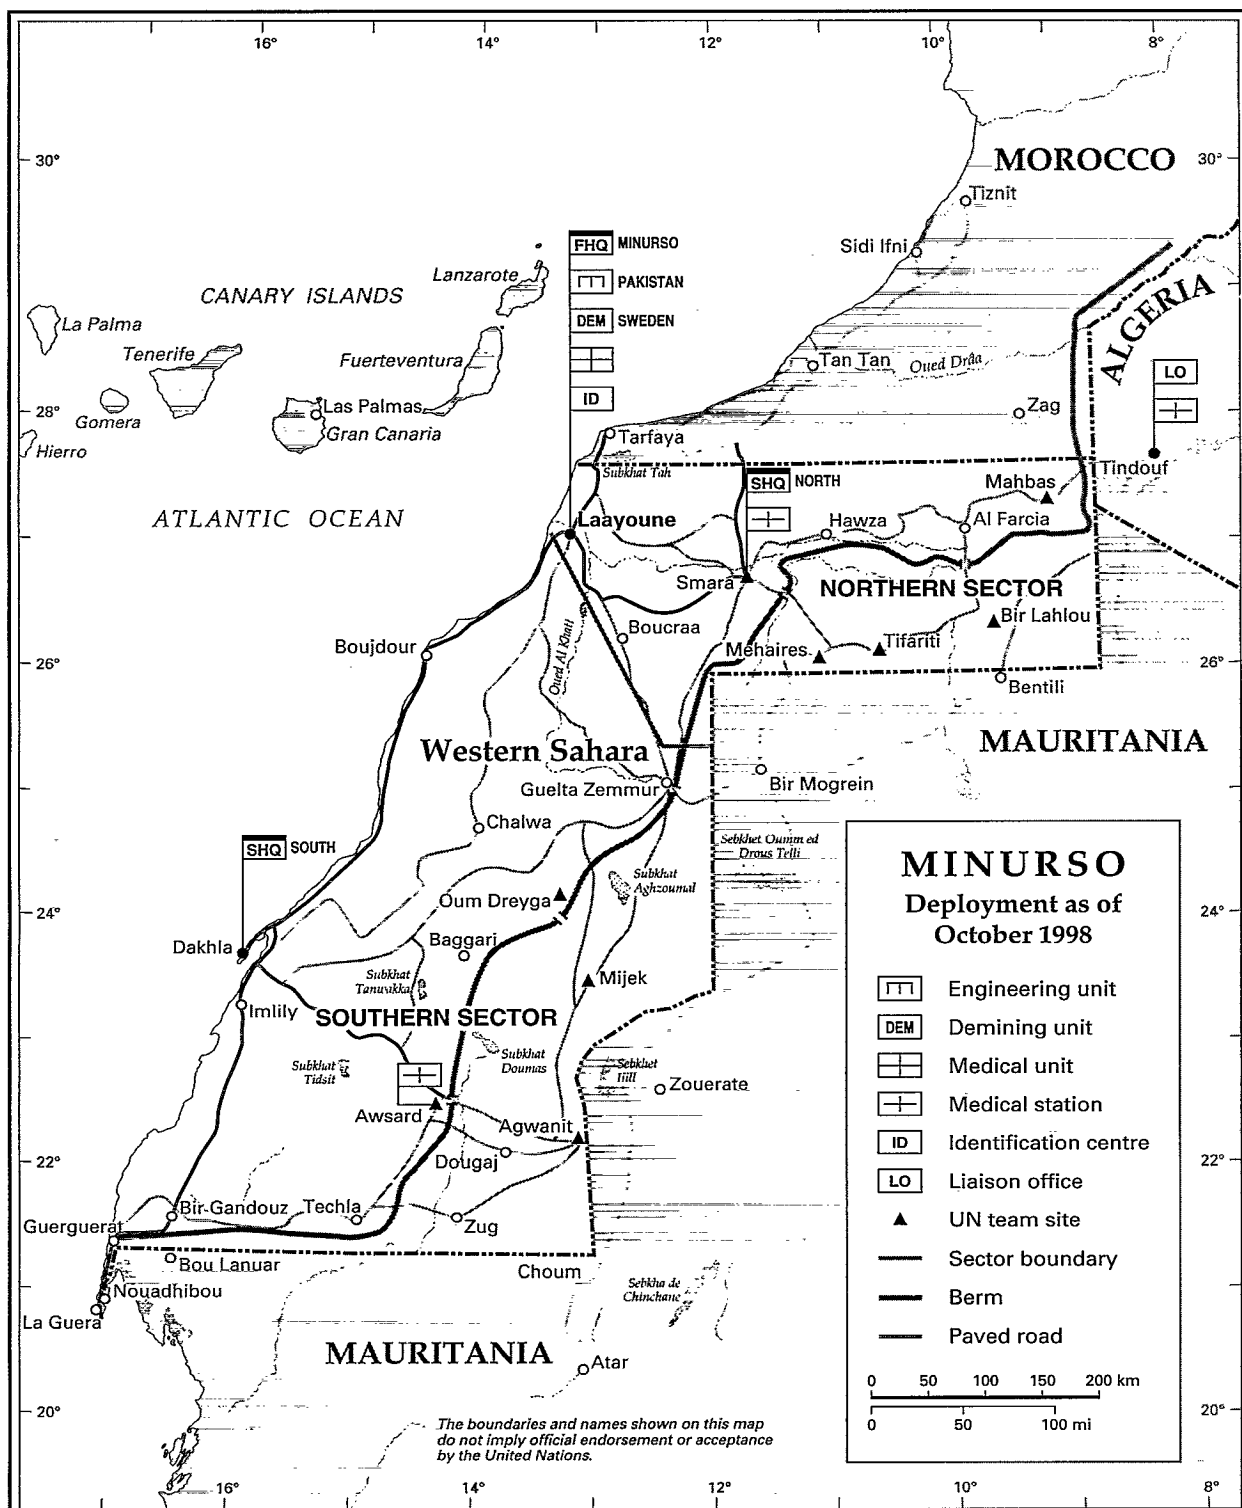 16°
14°
12°
10°
8°
30°
MOROCCO
30°
Tiznit
Sidi Ifni
FHQ MINURSO
PAKISTAN
DEM SWEDEN
ID
Lanzarote
CANARY ISLANDS
La Palma
Tenerife
Fuerteventura
ALGERIA
Tan Tan
Oued Drâa
LO
28°
Gomera
Las Palmas
Gran Canaria
Zag
28°
Hierro
Tarfaya
Subkhat Tah
Tindouf
SHQ NORTH
Mahbas
ATLANTIC OCEAN
Laayoune
Hawza
Al Farcia
Smara
NORTHERN SECTOR
Bir Lahlou
Boucraa
Boujdour
Oued Al Khatt
Mehaires
Tifariti
26°
26°
Bentili
Western Sahara
MAURITANIA
Guelta Zemmur
Bir Mogrein
Chalwa
SHQ SOUTH
Sebkhet Oumm ed
Drous Telli
Subkhat
Aghzoumal
Oum Dreyga
24°
24°
Dakhla
Baggari
Subkhat
Tanuakka
Mijek
Imlily
SOUTHERN SECTOR
Subkhat
Tidsit
Subkhat
Doumas
Sebkhet
Ijill
Zouerate
Awsard
Agwanit
Dougaj
22°
22°
Bir-Gandouz
Techla
Zug
Guerguerat
Bou Lanuar
Choum
Nouadhibou
La Guera
Sebkha de
Chinchane
MAURITANIA
Atar
20°
20°
The boundaries and names shown on this map
do not imply official endorsement or acceptance
by the United Nations.
MINURSO
Deployment as of
October 1998
Engineering unit
DEM Demining unit
Medical unit
Medical station
ID Identification centre
LO Liaison office
UN team site
Sector boundary
Berm
Paved road
0 50 100 150 200 km
0 50 100 mi
16°
14°
12°
10°
8°